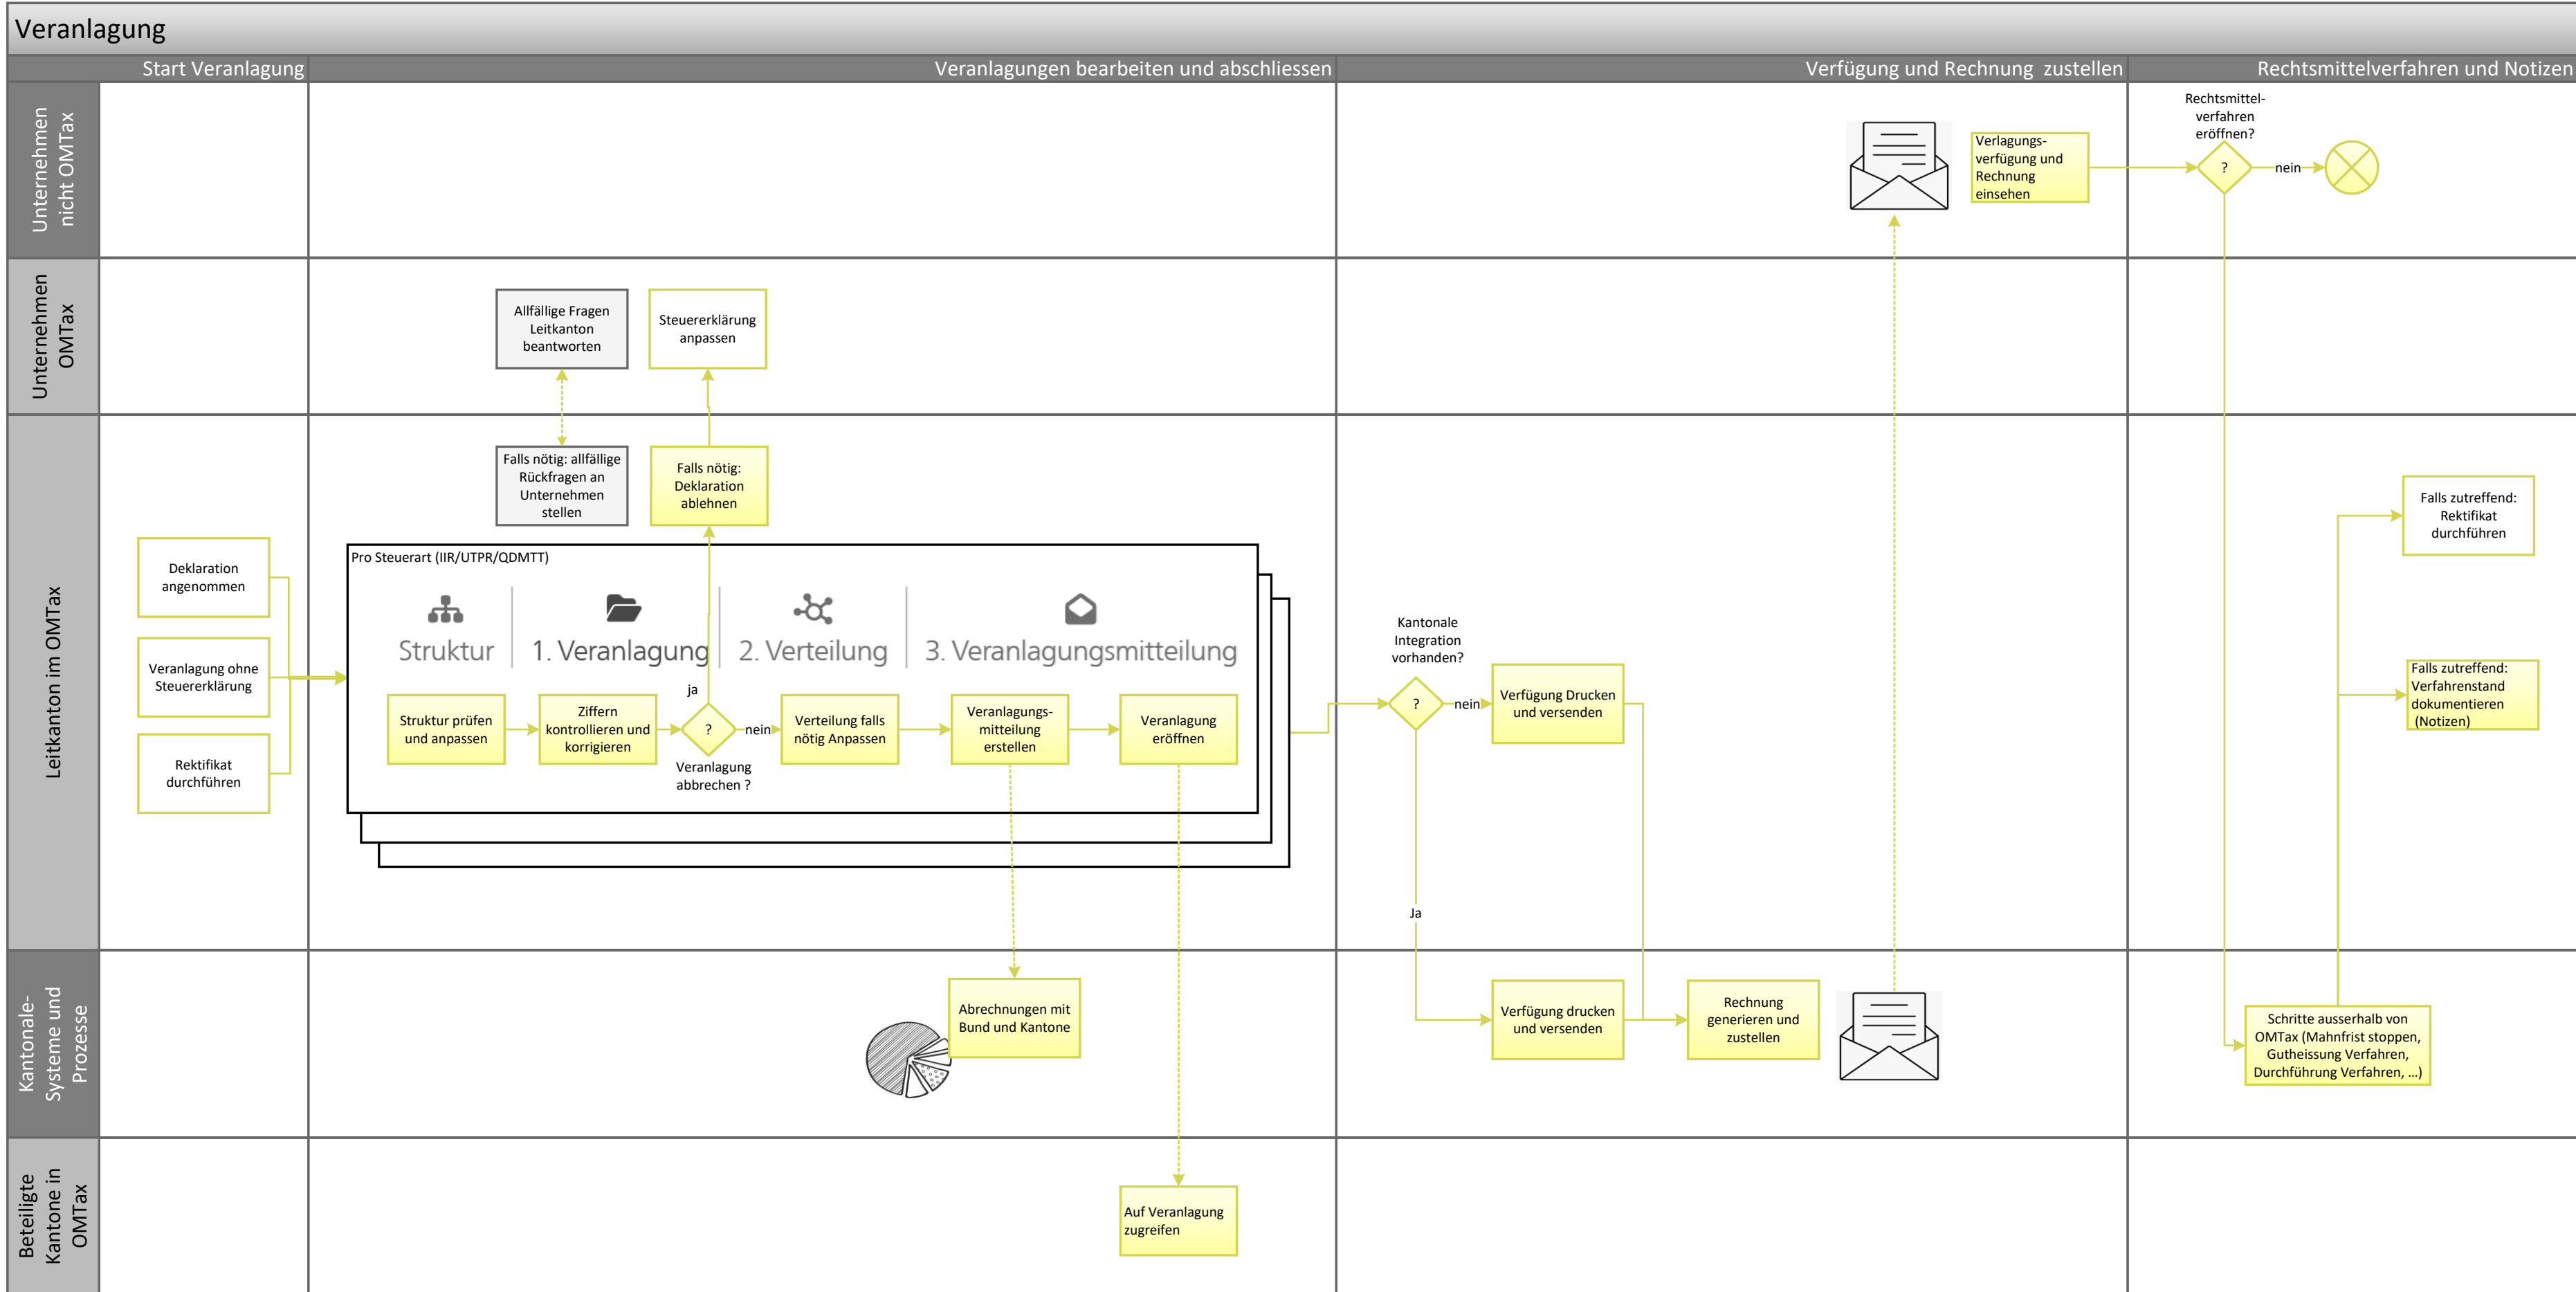 Veranlagung
Start Veranlagung
Veranlagungen bearbeiten und abschliessen
Verfügung und Rechnung  zustellen
Rechtsmittelverfahren und Notizen
Unternehmen
nicht OMTax
Verlagungs-
verfügung und
Rechnung
einsehen
Rechtsmittel-
verfahren
eröffnen?
?
nein
Unternehmen
OMTax
Allfällige Fragen
Leitkanton
beantworten
Steuererklärung
anpassen
Leitkanton im OMTax
Deklaration
angenommen
Veranlagung ohne
Steuererklärung
Rektifikat
durchführen
Falls nötig: allfällige
Rückfragen an
Unternehmen
stellen
Falls nötig:
Deklaration
ablehnen
Pro Steuerart (IIR/UTPR/QDMTT)
Struktur
1. Veranlagung
2. Verteilung
3. Veranlagungsmitteilung
Struktur prüfen
und anpassen
Ziffern
kontrollieren und
korrigieren
ja
?
nein
Veranlagung
abbrechen ?
Verteilung falls
nötig Anpassen
Veranlagungs-
mitteilung
erstellen
Veranlagung
eröffnen
Kantonale
Integration
vorhanden?
?
nein
Ja
Verfügung Drucken
und versenden
Falls zutreffend:
Rektifikat
durchführen
Falls zutreffend:
Verfahrenstand
dokumentieren
(Notizen)
Kantonale-
Systeme und
Prozesse
Abrechnungen mit
Bund und Kantone
Verfügung drucken
und versenden
Rechnung
generieren und
zustellen
Schritte ausserhalb von
OMTax (Mahnfrist stoppen,
Gutheissung Verfahren,
Durchführung Verfahren, …)
Beteiligte
Kantone in
OMTax
Auf Veranlagung
zugreifen